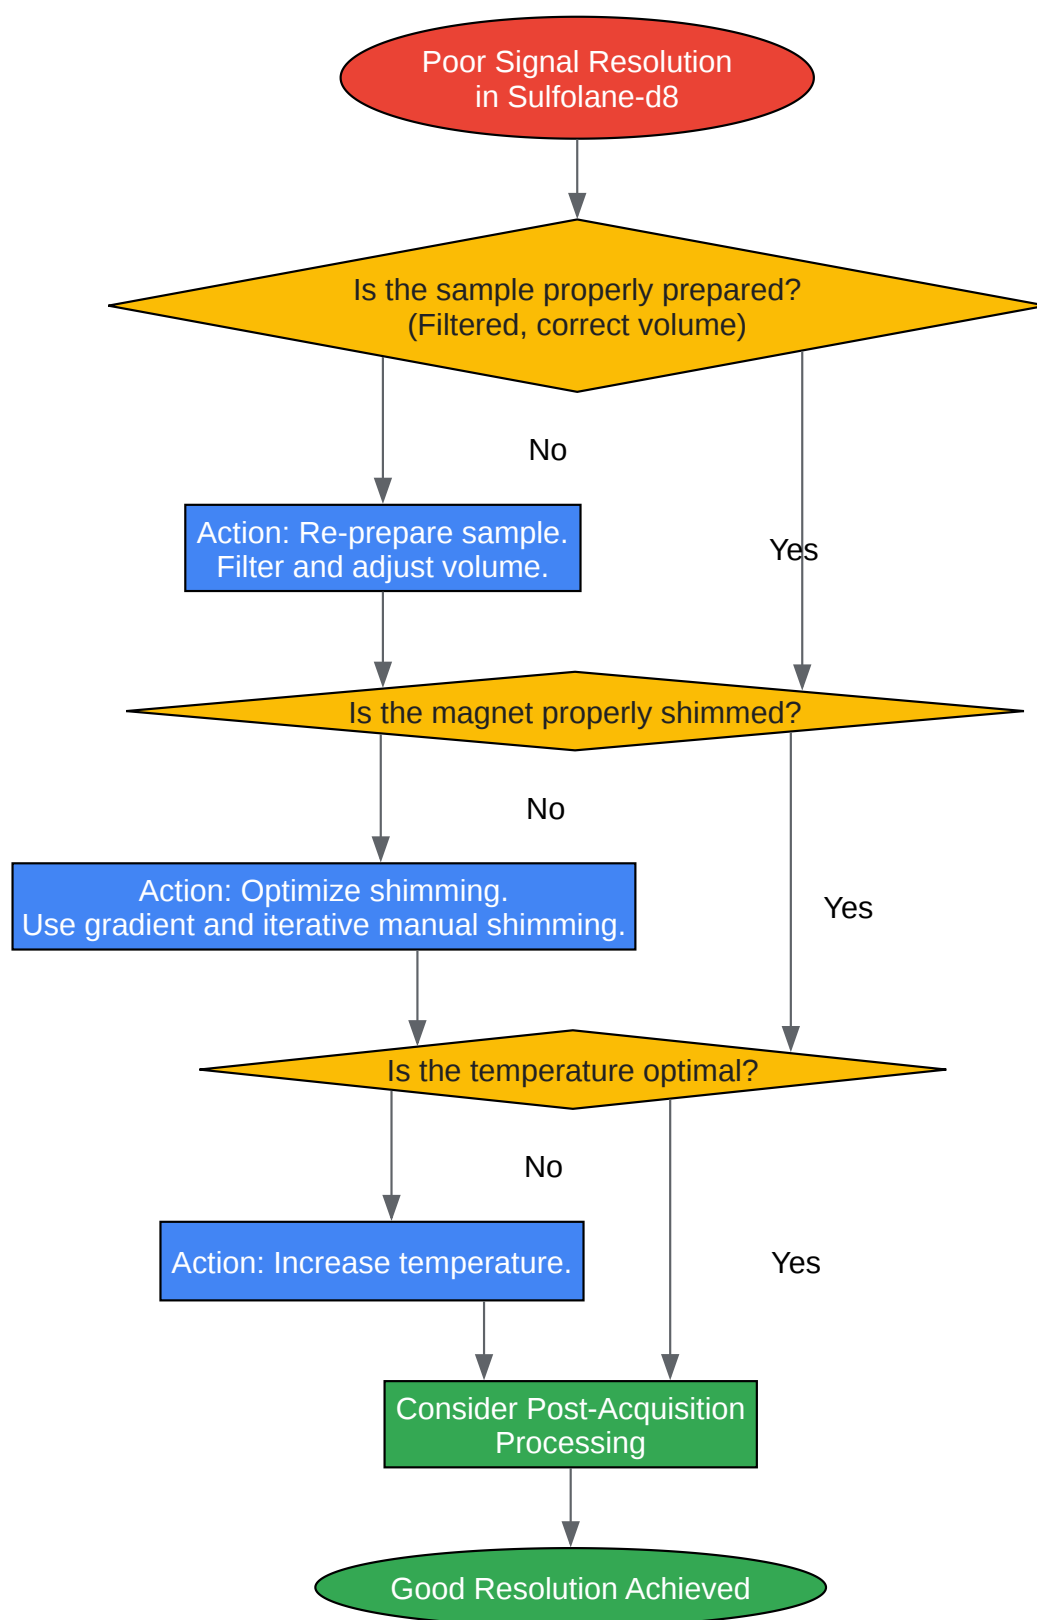 Poor Signal Resolution
in Sulfolane-d8
Is the sample properly prepared?
(Filtered, correct volume)
No
Action: Re-prepare sample.
Filter and adjust volume.
Yes
Is the magnet properly shimmed?
No
Action: Optimize shimming.
Use gradient and iterative manual shimming.
Yes
Is the temperature optimal?
No
Action: Increase temperature.
Yes
Consider Post-Acquisition
Processing
Good Resolution Achieved